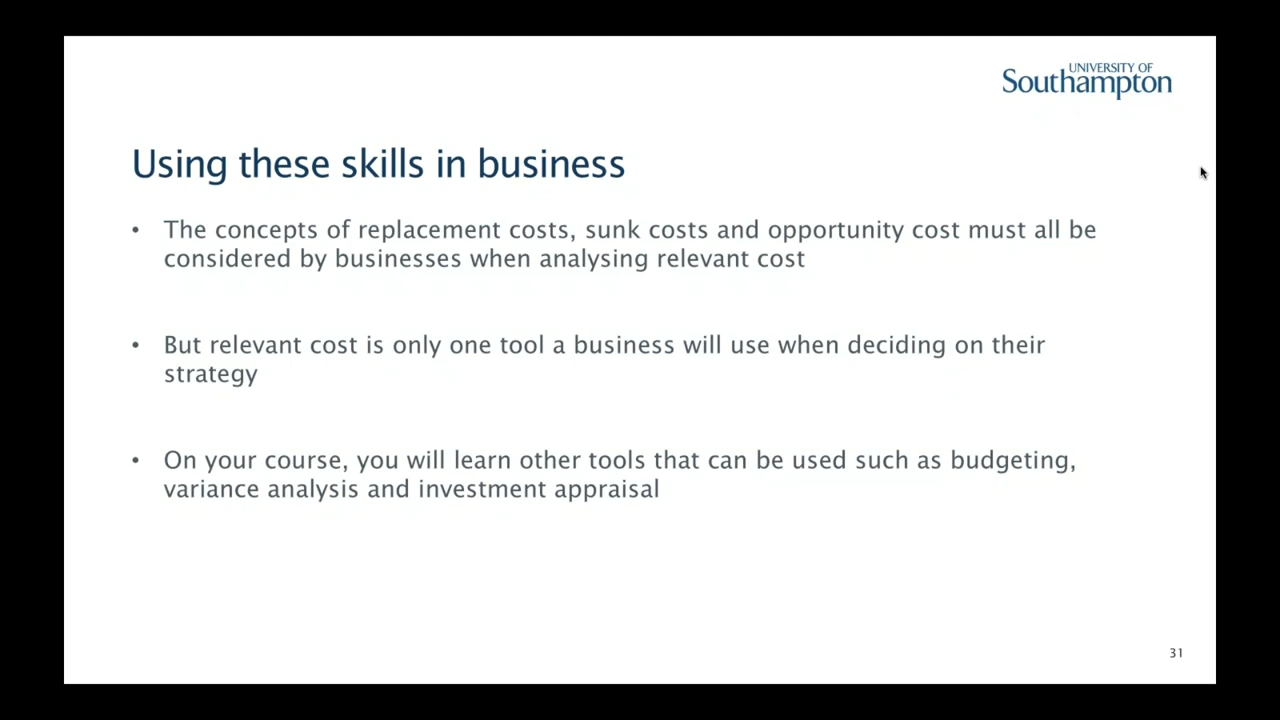 UNIVERSITY OF
Southampton
Using these skills in business
• The concepts of replacement costs, sunk costs and opportunity cost must all be
considered by businesses when analysing relevant cost
• But relevant cost is only one tool a business will use when deciding on their
strategy
• On your course, you will learn other tools that can be used such as budgeting,
variance analysis and investment appraisal
31